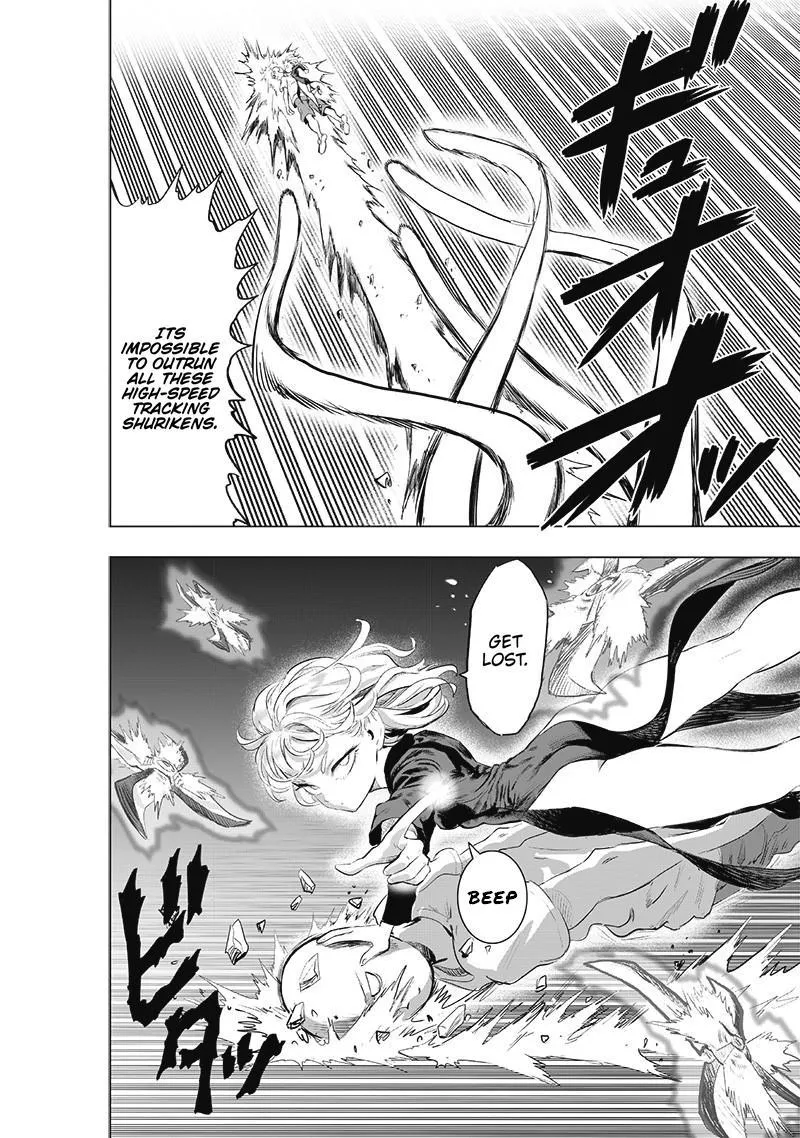 ギュオオッ
ITS
IMPOSSIBLE
TO OUTRUN
ALL THESE
HIGH-SPEED
TRACKING
SHURIKENS.
GET
LOST.
BEEP
ビタッ